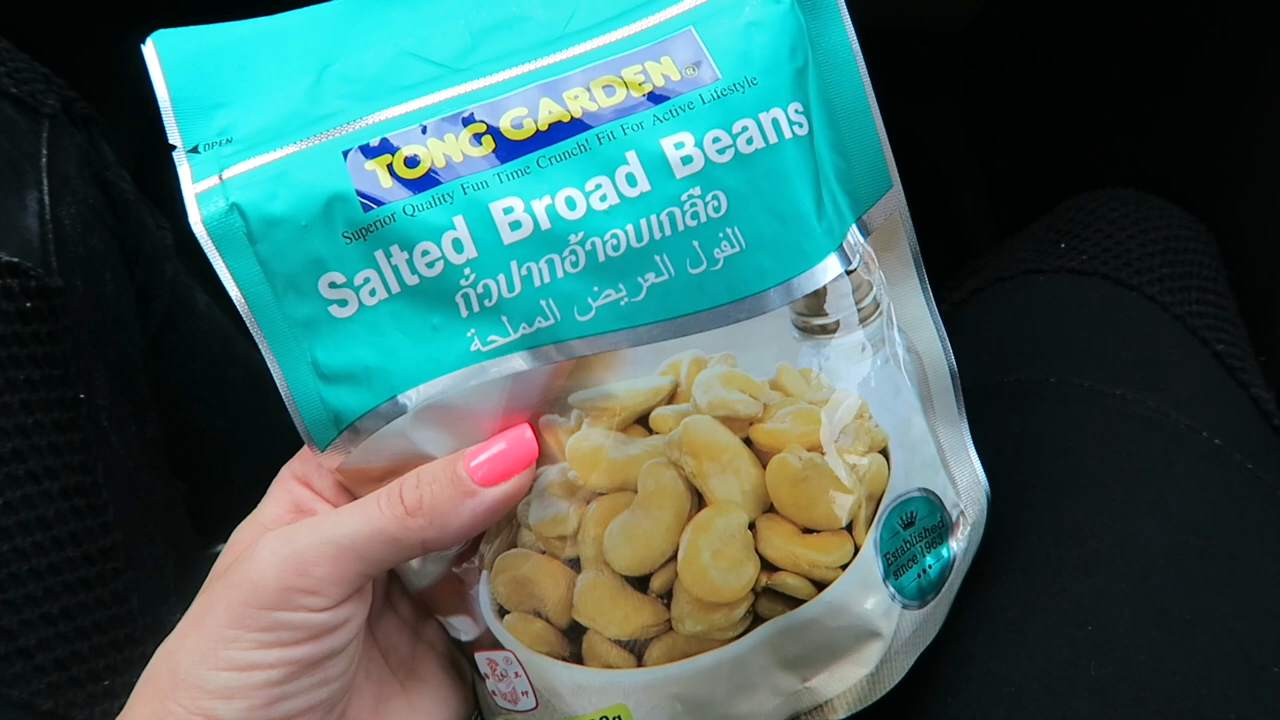 OPEN
TONG GARDEN®
Superior Quality Fun Time Crunch! Fit For Active Lifestyle
Salted Broad Beans
ถั่วปากอ้าอบเกลือ
الفول العريض المملحة
Established
since 1963